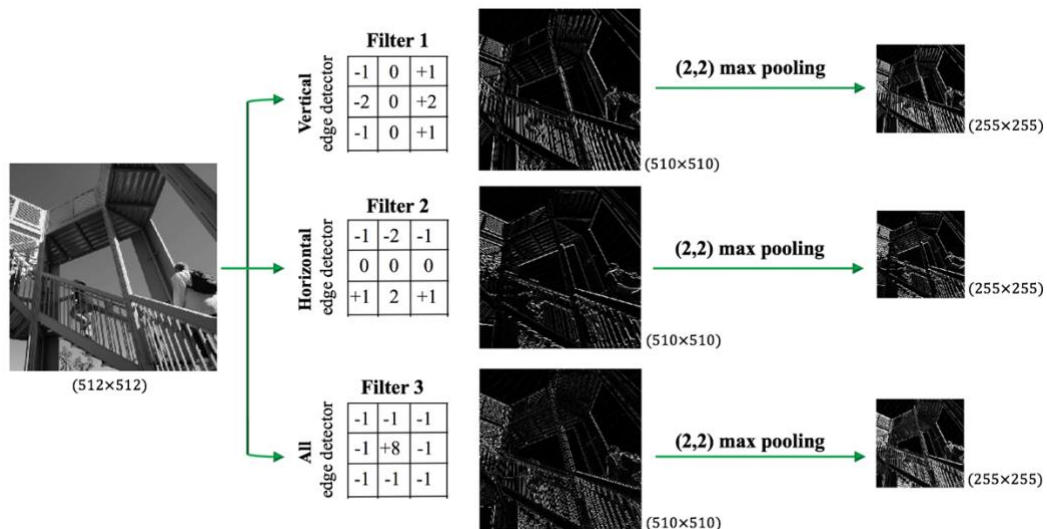 (512×512)
Filter 1
Vertical
edge detector
-1 0 +1
-2 0 +2
-1 0 +1
(510×510)
(2,2) max pooling
(255×255)
Filter 2
Horizontal
edge detector
-1 -2 -1
0 0 0
+1 2 +1
(510×510)
(2,2) max pooling
(255×255)
Filter 3
All
edge detector
-1 -1 -1
-1 +8 -1
-1 -1 -1
(510×510)
(2,2) max pooling
(255×255)